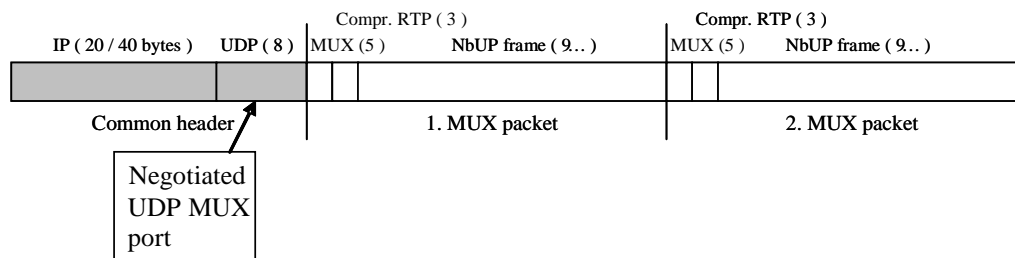 Compr. RTP ( 3 )
Compr. RTP ( 3 )
IP ( 20 / 40 bytes )
UDP ( 8 )
MUX (5)
NbUP frame ( 9... )
MUX (5 )
NbUP frame ( 9... )
Common header
1. MUX packet
2. MUX packet
Negotiated
UDP MUX
port